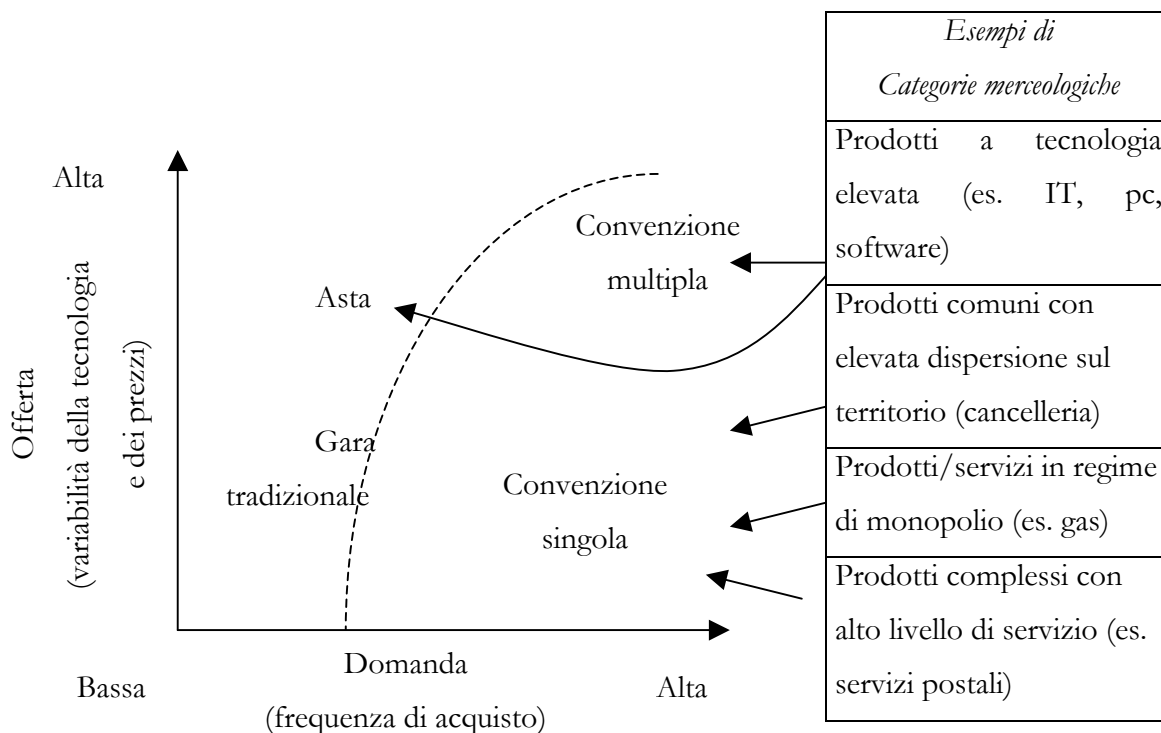 Esempi di
Categorie merceologiche
Prodotti a tecnologia
elevata (es. IT, pc,
software)
Prodotti comuni con
elevata dispersione sul
territorio (cancelleria)
Prodotti/servizi in regime
di monopolio (es. gas)
Prodotti complessi con
alto livello di servizio (es.
servizi postali)
Alta
Offerta
(variabilità della tecnologia
e dei prezzi)
Convenzione
multipla
Asta
Gara
tradizionale
Convenzione
singola
Bassa
Domanda
(frequenza di acquisto)
Alta